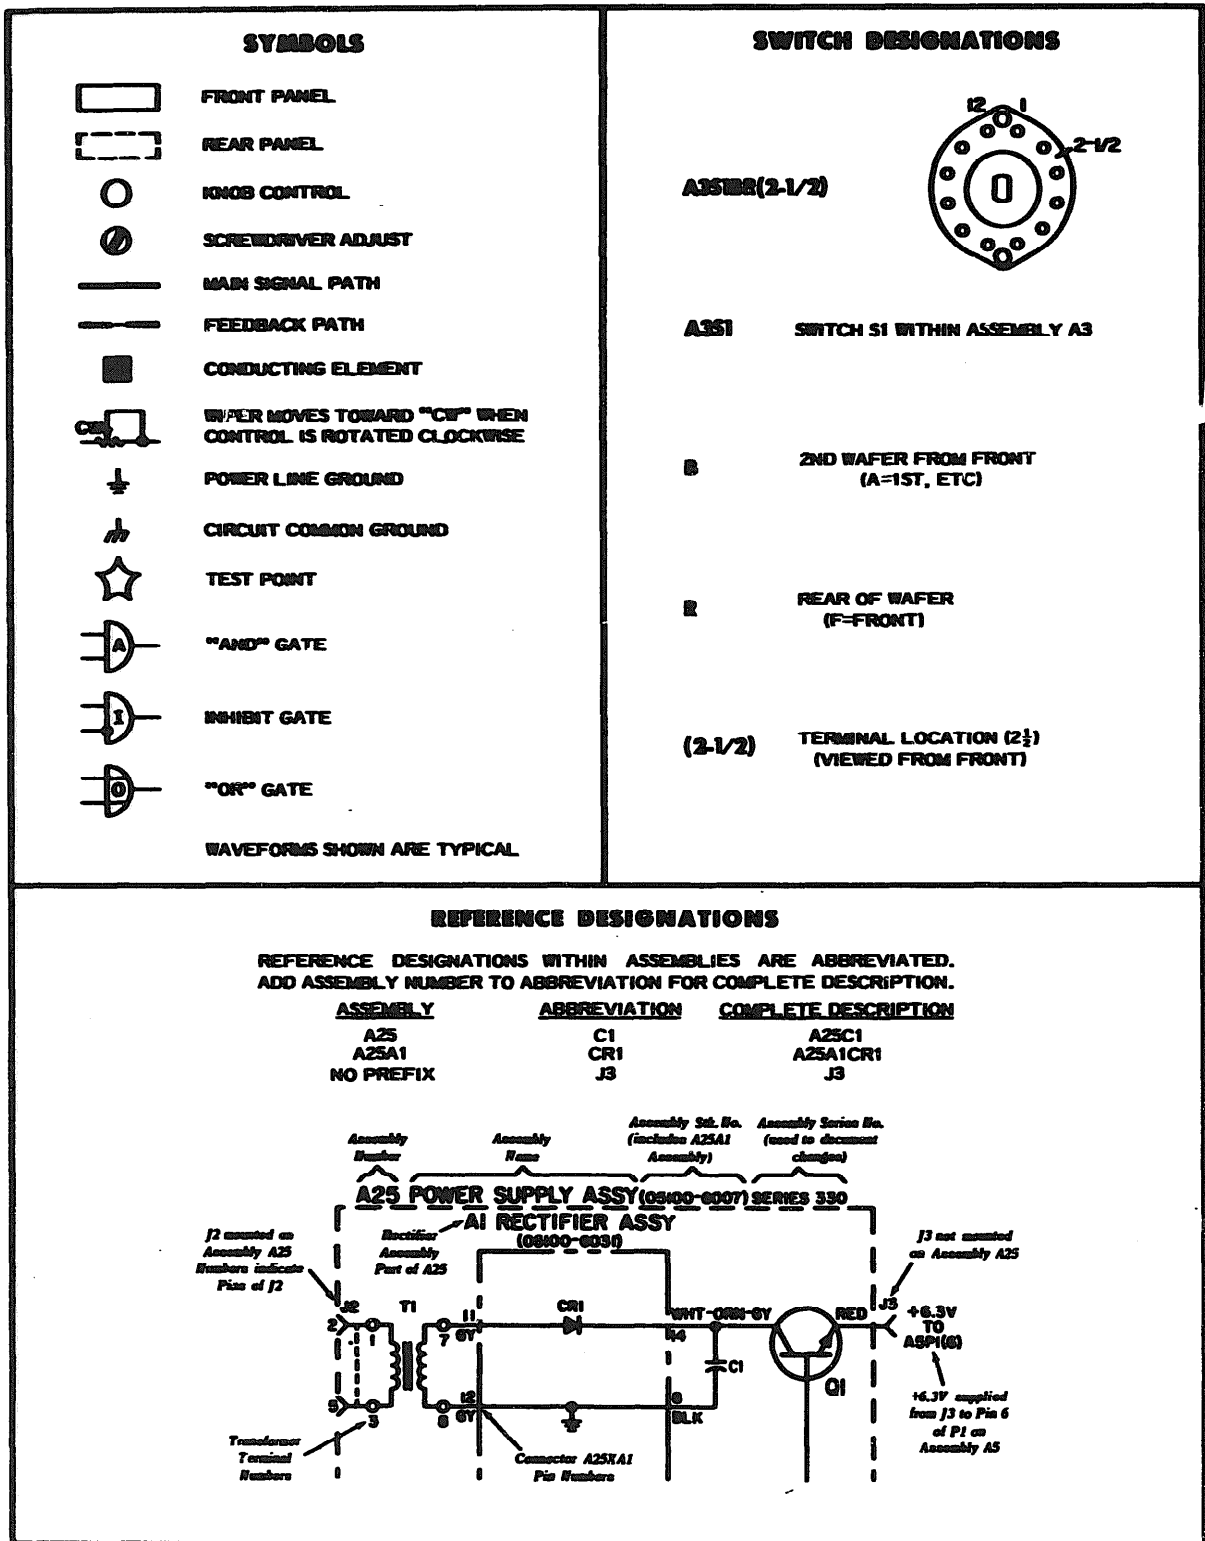 SYMBOLS
FRONT PANEL
REAR PANEL
KNOB CONTROL
SCREWDRIVER ADJUST
MAIN SIGNAL PATH
FEEDBACK PATH
CONDUCTING ELEMENT
CW
WIPER MOVES TOWARD "CW" WHEN
CONTROL IS ROTATED CLOCKWISE
POWER LINE GROUND
CIRCUIT COMMON GROUND
TEST POINT
A
"AND" GATE
I
INHIBIT GATE
O
"OR" GATE
WAVEFORMS SHOWN ARE TYPICAL
SWITCH DESIGNATIONS
12 1
2-1/2
A3S1BR(2-1/2)
A3S1 SWITCH S1 WITHIN ASSEMBLY A3
B 2ND WAFER FROM FRONT
(A=1ST, ETC)
R REAR OF WAFER
(F=FRONT)
(2-1/2) TERMINAL LOCATION (2½)
(VIEWED FROM FRONT)
REFERENCE DESIGNATIONS
REFERENCE DESIGNATIONS WITHIN ASSEMBLIES ARE ABBREVIATED.
ADD ASSEMBLY NUMBER TO ABBREVIATION FOR COMPLETE DESCRIPTION.
ASSEMBLY ABBREVIATION COMPLETE DESCRIPTION
A25 C1 A25C1
A25A1 CR1 A25A1CR1
NO PREFIX J3 J3
Assembly
Number
Assembly
Name
Assembly Stk. No.
(includes A25A1
Assembly)
Assembly Series No.
(used to document
changes)
A25 POWER SUPPLY ASSY (05100-6007) SERIES 330
A1 RECTIFIER ASSY
(05100-6031)
J2 mounted on
Assembly A25
Numbers indicate
Pins of J2
Rectifier
Assembly
Part of A25
J3 not mounted
on Assembly A25
J2 T1 CR1 J3
2 1 7 11 GY 14 WHT-ORN-GY RED
+6.3V
TO
A5P1(6)
C1
Q1
5 3 8 12 GY 6 BLK
+6.3V supplied
from J3 to Pin 6
of P1 on
Assembly A5
Transformer
Terminal
Numbers
Connector A25XA1
Pin Numbers